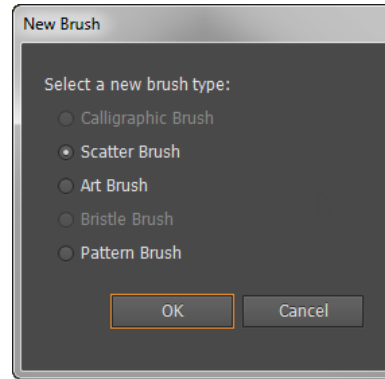 New Brush
Select a new brush type:
Calligraphic Brush
Scatter Brush
Art Brush
Bristle Brush
Pattern Brush
OK Cancel